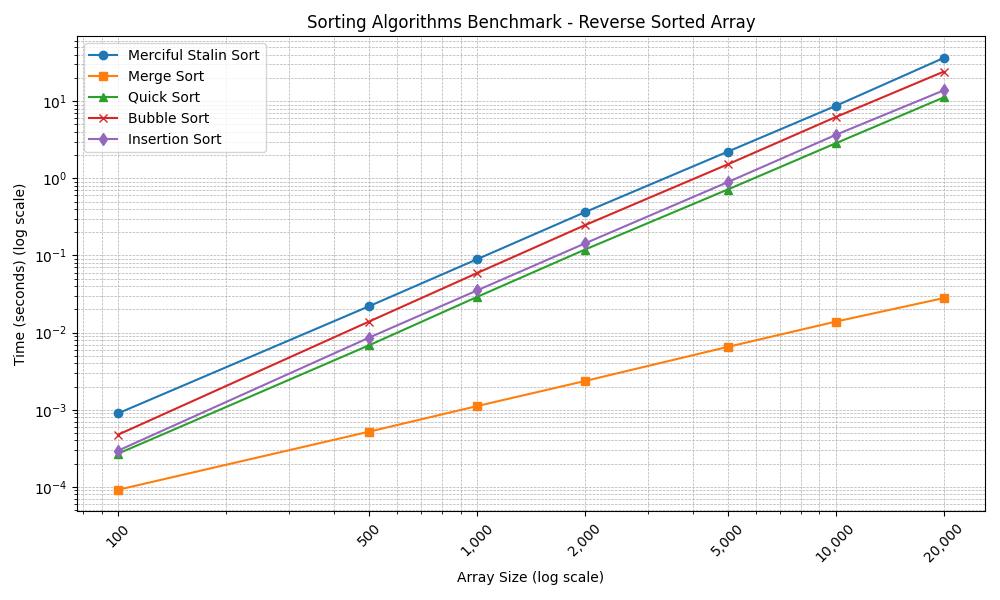 Sorting Algorithms Benchmark - Reverse Sorted Array
Merciful Stalin Sort
Merge Sort
Quick Sort
Bubble Sort
Insertion Sort
Time (seconds) (log scale)
10¹
10⁰
10⁻¹
10⁻²
10⁻³
10⁻⁴
100
500
1,000
2,000
5,000
10,000
20,000
Array Size (log scale)